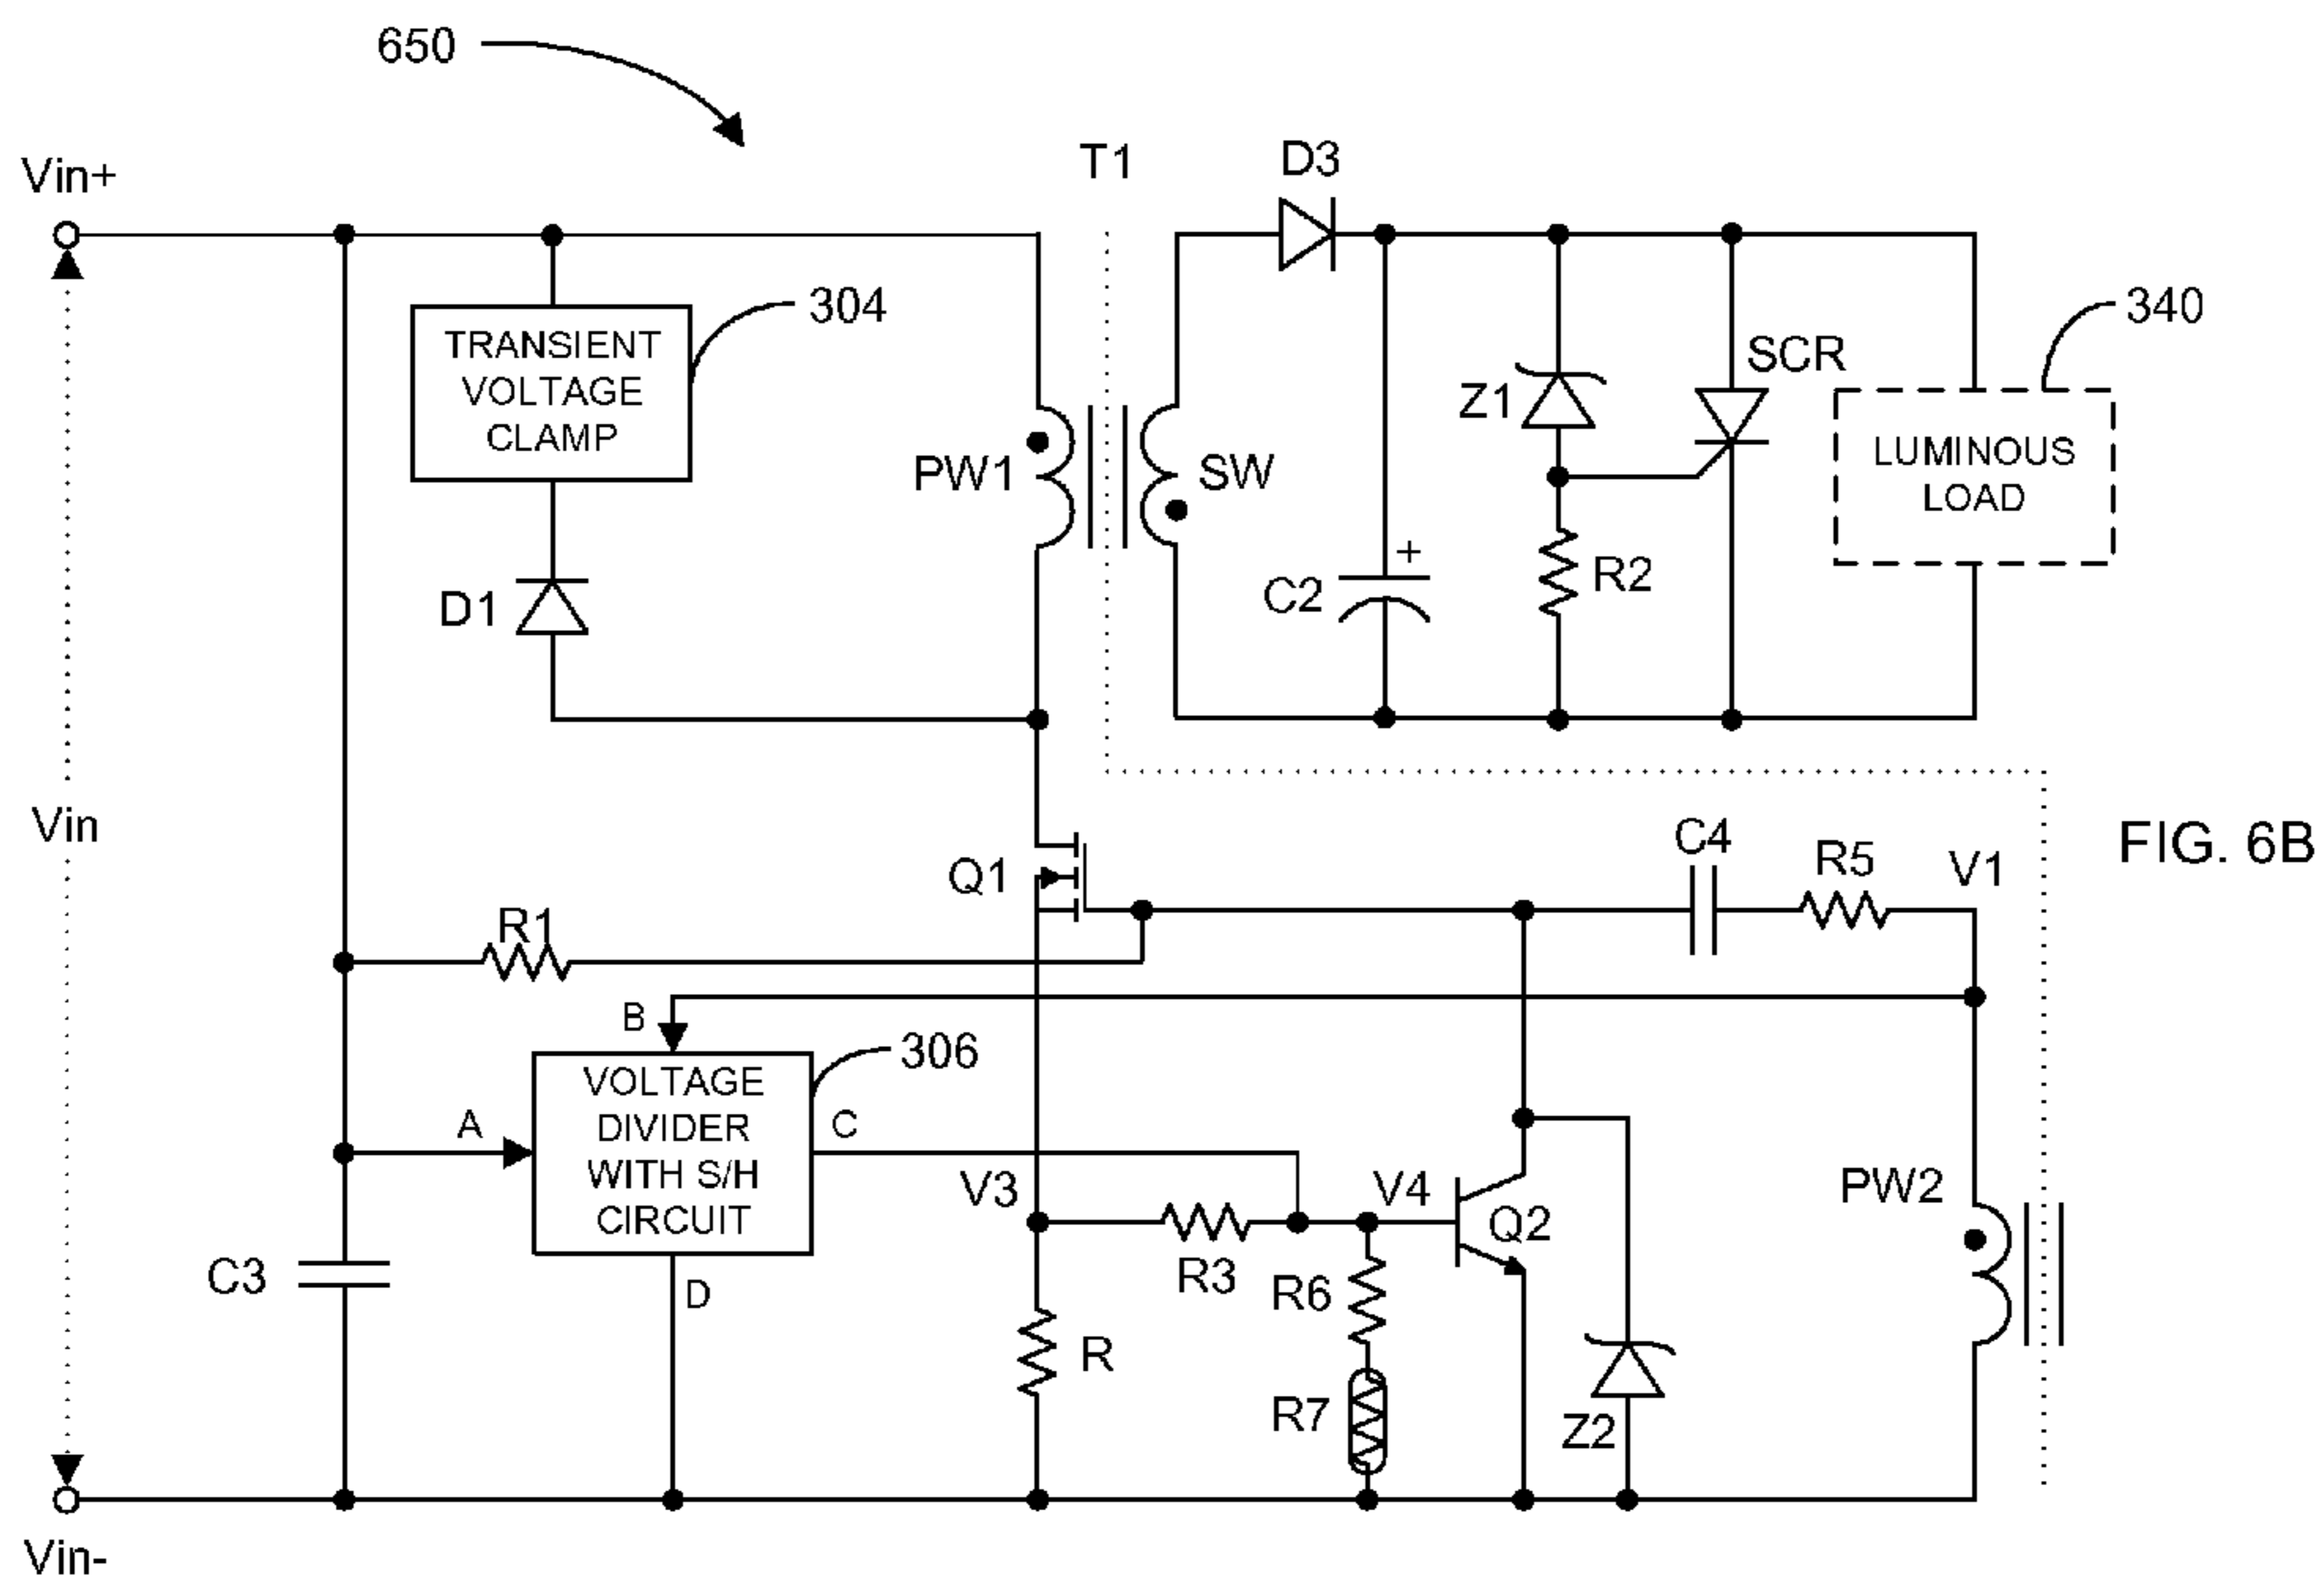 650
Vin+
T1
D3
304
340
TRANSIENT
VOLTAGE
CLAMP
SCR
Z1
PW1
SW
LUMINOUS
LOAD
D1
+
C2
R2
Vin
Q1
C4
R5
V1
FIG. 6B
R1
B
306
VOLTAGE
DIVIDER
WITH S/H
CIRCUIT
A
C
V3
V4
PW2
Q2
C3
D
R3
R6
R
R7
Z2
Vin-